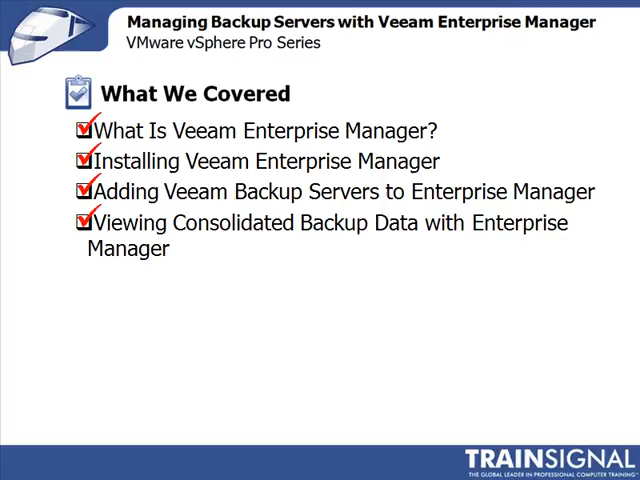 Managing Backup Servers with Veeam Enterprise Manager
VMware vSphere Pro Series
What We Covered
What Is Veeam Enterprise Manager?
Installing Veeam Enterprise Manager
Adding Veeam Backup Servers to Enterprise Manager
Viewing Consolidated Backup Data with Enterprise
Manager
TRAINSIGNAL
THE GLOBAL LEADER IN PROFESSIONAL COMPUTER TRAINING